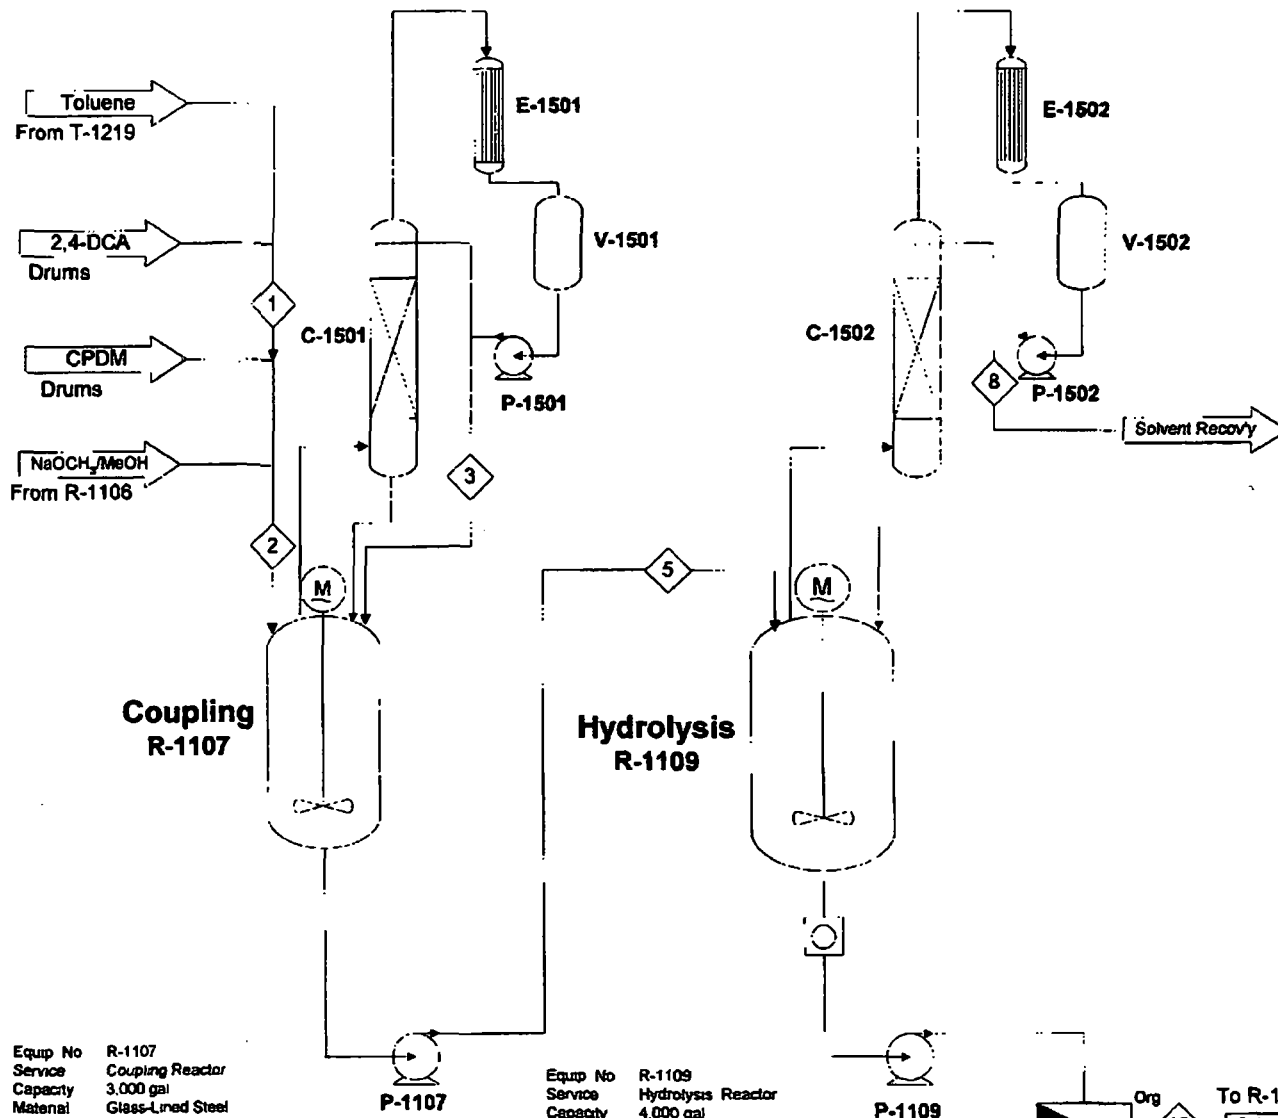 Toluene
From T-1219
2,4-DCA
Drums
1
CPDM
Drums
NaOCH3/MeOH
From R-1106
2
E-1501
V-1501
C-1501
P-1501
3
M
Coupling
R-1107
P-1107
5
E-1502
V-1502
C-1502
P-1502
8
Solvent Recov'y
M
Hydrolysis
R-1109
P-1109
Equip No R-1107
Service Coupling Reactor
Capacity 3,000 gal
Material Glass-Lined Steel
Equip No R-1109
Service Hydrolysis Reactor
Capacity 4,000 gal
Org
To R-1